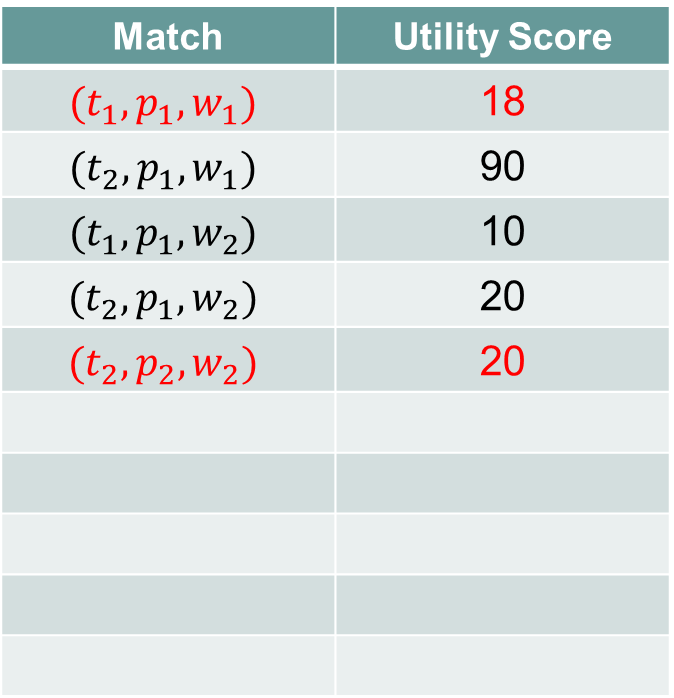 Match Utility Score
(t₁, p₁, w₁) 18
(t₂, p₁, w₁) 90
(t₁, p₁, w₂) 10
(t₂, p₁, w₂) 20
(t₂, p₂, w₂) 20